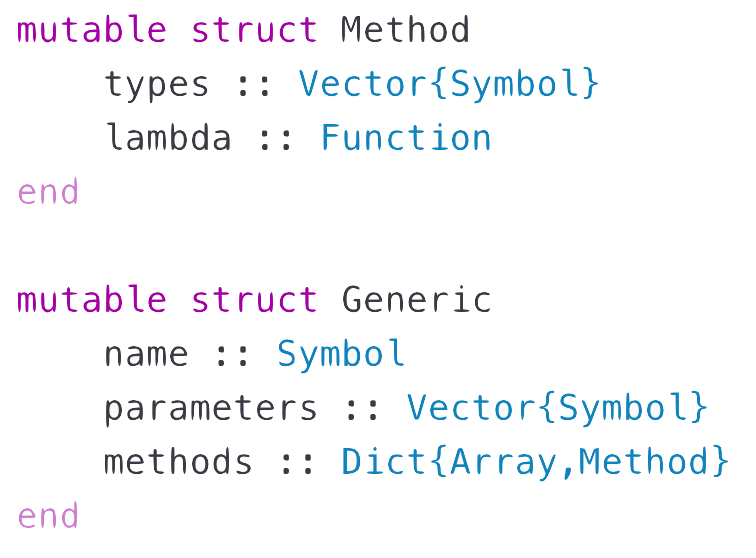 mutable struct Method
    types :: Vector{Symbol}
    lambda :: Function
end

mutable struct Generic
    name :: Symbol
    parameters :: Vector{Symbol}
    methods :: Dict{Array,Method}
end